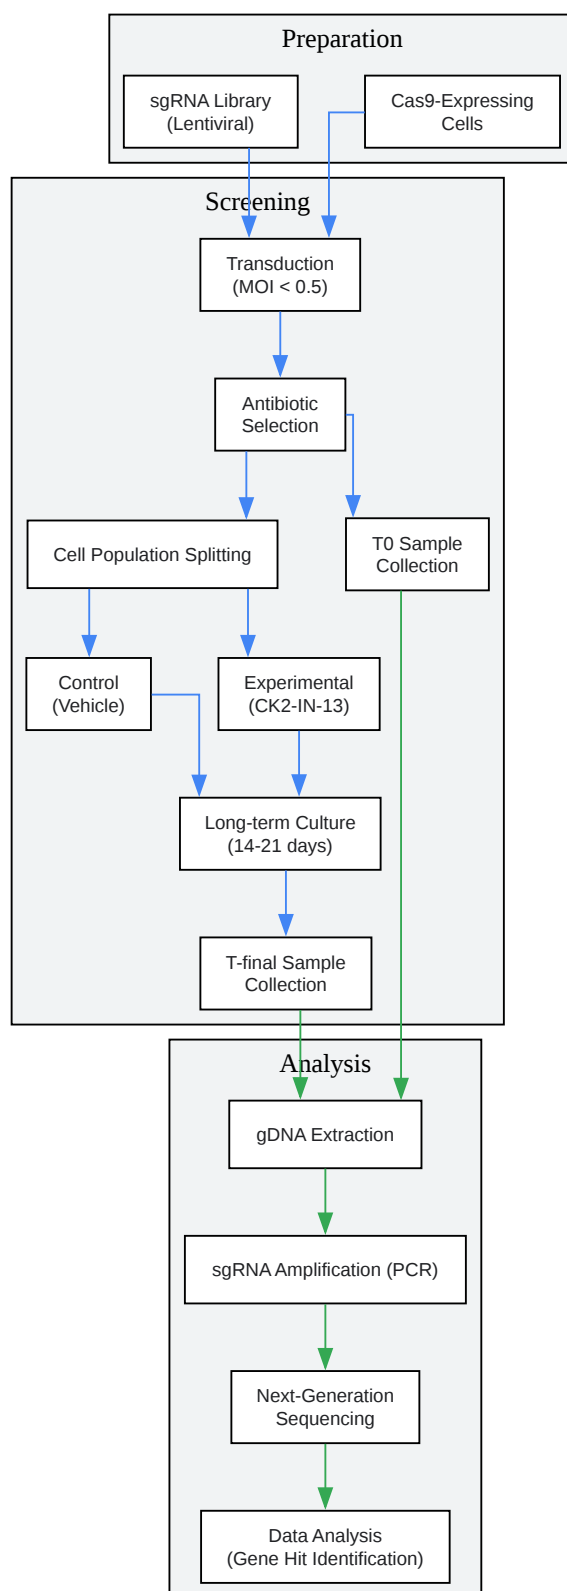 Preparation
sgRNA Library
(Lentiviral)
Cas9-Expressing
Cells
Screening
Transduction
(MOI < 0.5)
Antibiotic
Selection
Cell Population Splitting
T0 Sample
Collection
Control
(Vehicle)
Experimental
(CK2-IN-13)
Long-term Culture
(14-21 days)
T-final Sample
Collection
Analysis
gDNA Extraction
sgRNA Amplification (PCR)
Next-Generation
Sequencing
Data Analysis
(Gene Hit Identification)